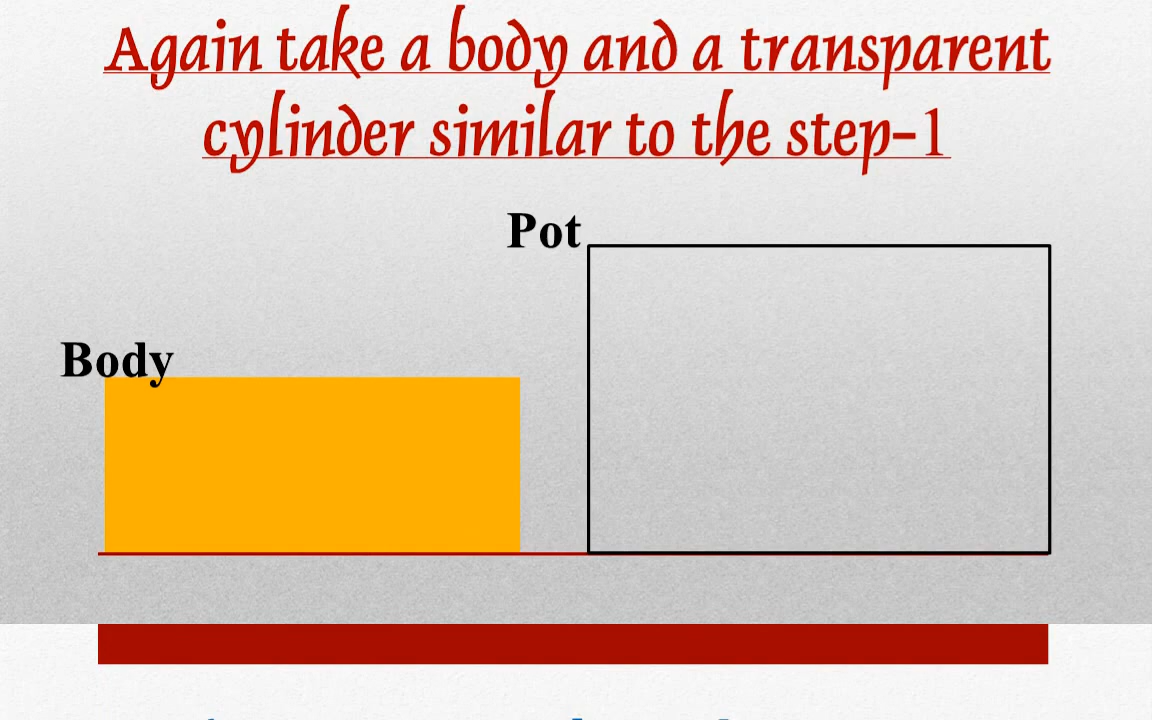 Again take a body and a transparent
cylinder similar to the step-1
Pot
Body